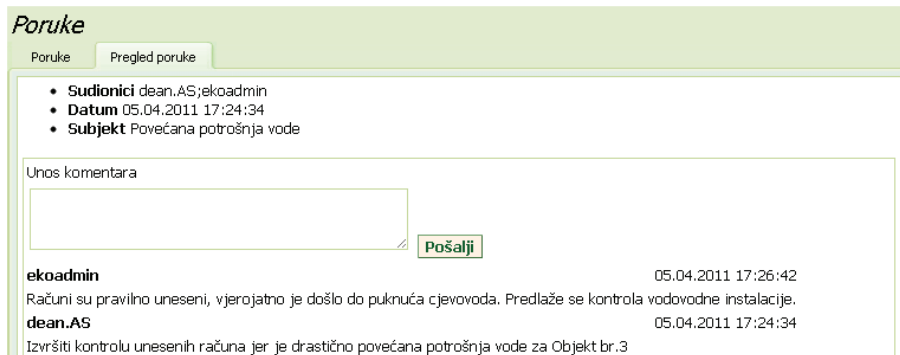 Poruke
Poruke Pregled poruke
Sudionici dean.AS;ekoadmin
Datum 05.04.2011 17:24:34
Subjekt Povećana potrošnja vode
Unos komentara
Pošalji
ekoadmin 05.04.2011 17:26:42
Računi su pravilno uneseni, vjerojatno je došlo do puknuća cjevovoda. Predlaže se kontrola vodovodne instalacije.
dean.AS 05.04.2011 17:24:34
Izvršiti kontrolu unesenih računa jer je drastično povećana potrošnja vode za Objekt br.3